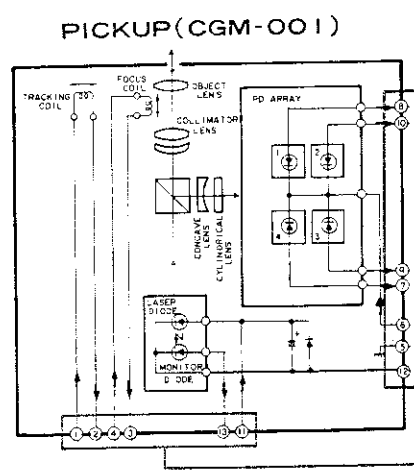 PICKUP(CGM-001)
FOCUS
COIL
OBJECT
LENS
TRACKING
COIL
COLLIMATOR
LENS
PD ARRAY
1
2
4
3
CONCAVE
LENS
CYLINDRICAL
LENS
LASER
DIODE
MONITOR
DIODE
8
10
9
7
6
5
12
1
2
4
3
13
11